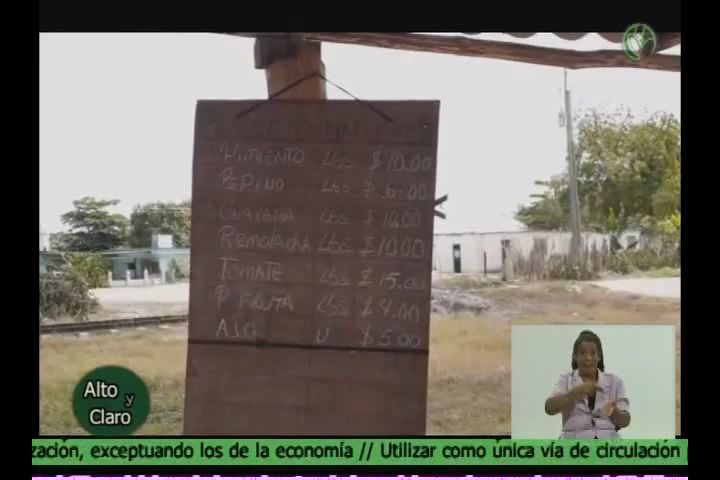 PIMIENTO LBS $10.00
PEPINO LBS $ 6.00
GUAYABA LBS $10.00
Remolacha LBS $10.00
TOMATE LBS $15.00
P FRUTA LBS $4.00
AJO U $5.00
Alto y Claro
zación, exceptuando los de la economía // Utilizar como única vía de circulación